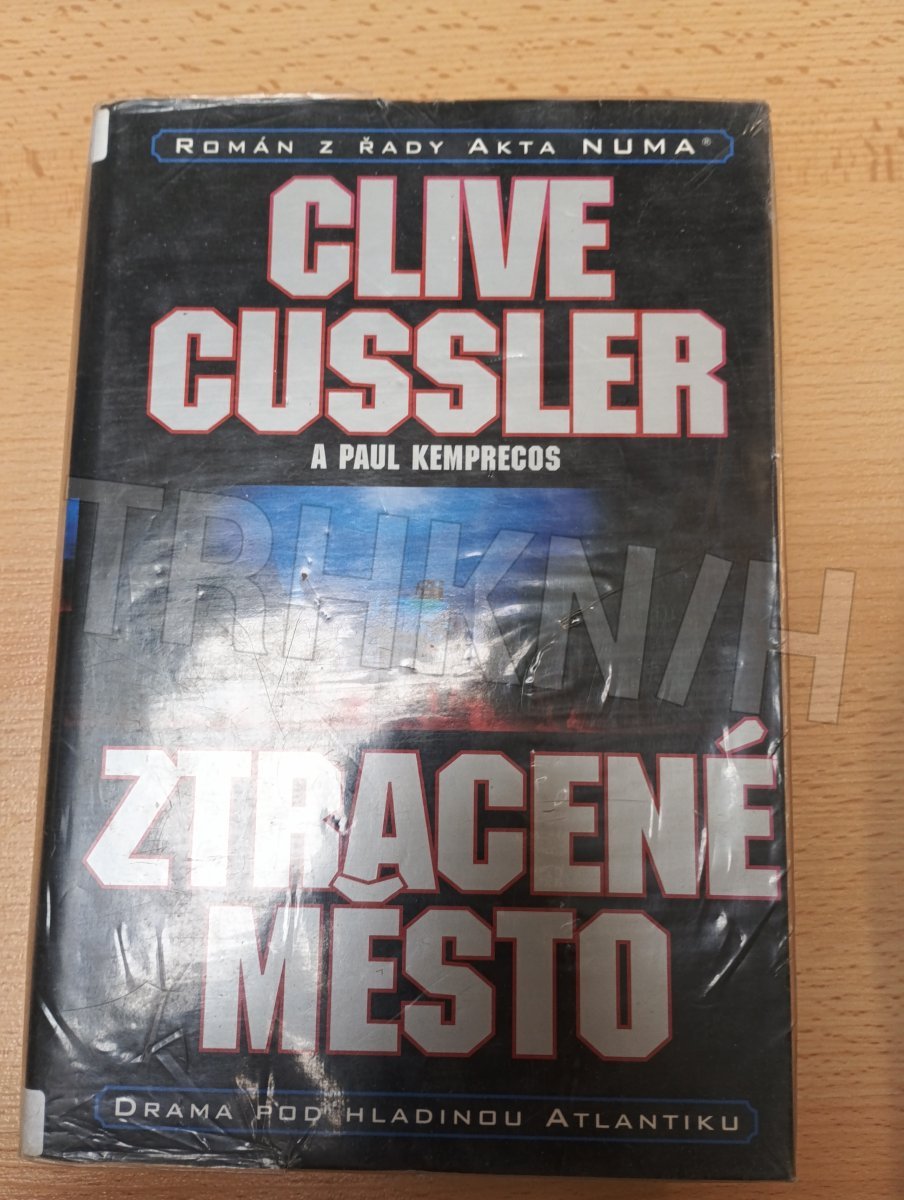 ROMÁN Z ŘADY AKTA NUMA®
CLIVE
CUSSLER
A PAUL KEMPRECOS
TRHKNIH
ZTRACENÉ
MĚSTO
DRAMA POD HLADINOU ATLANTIKU